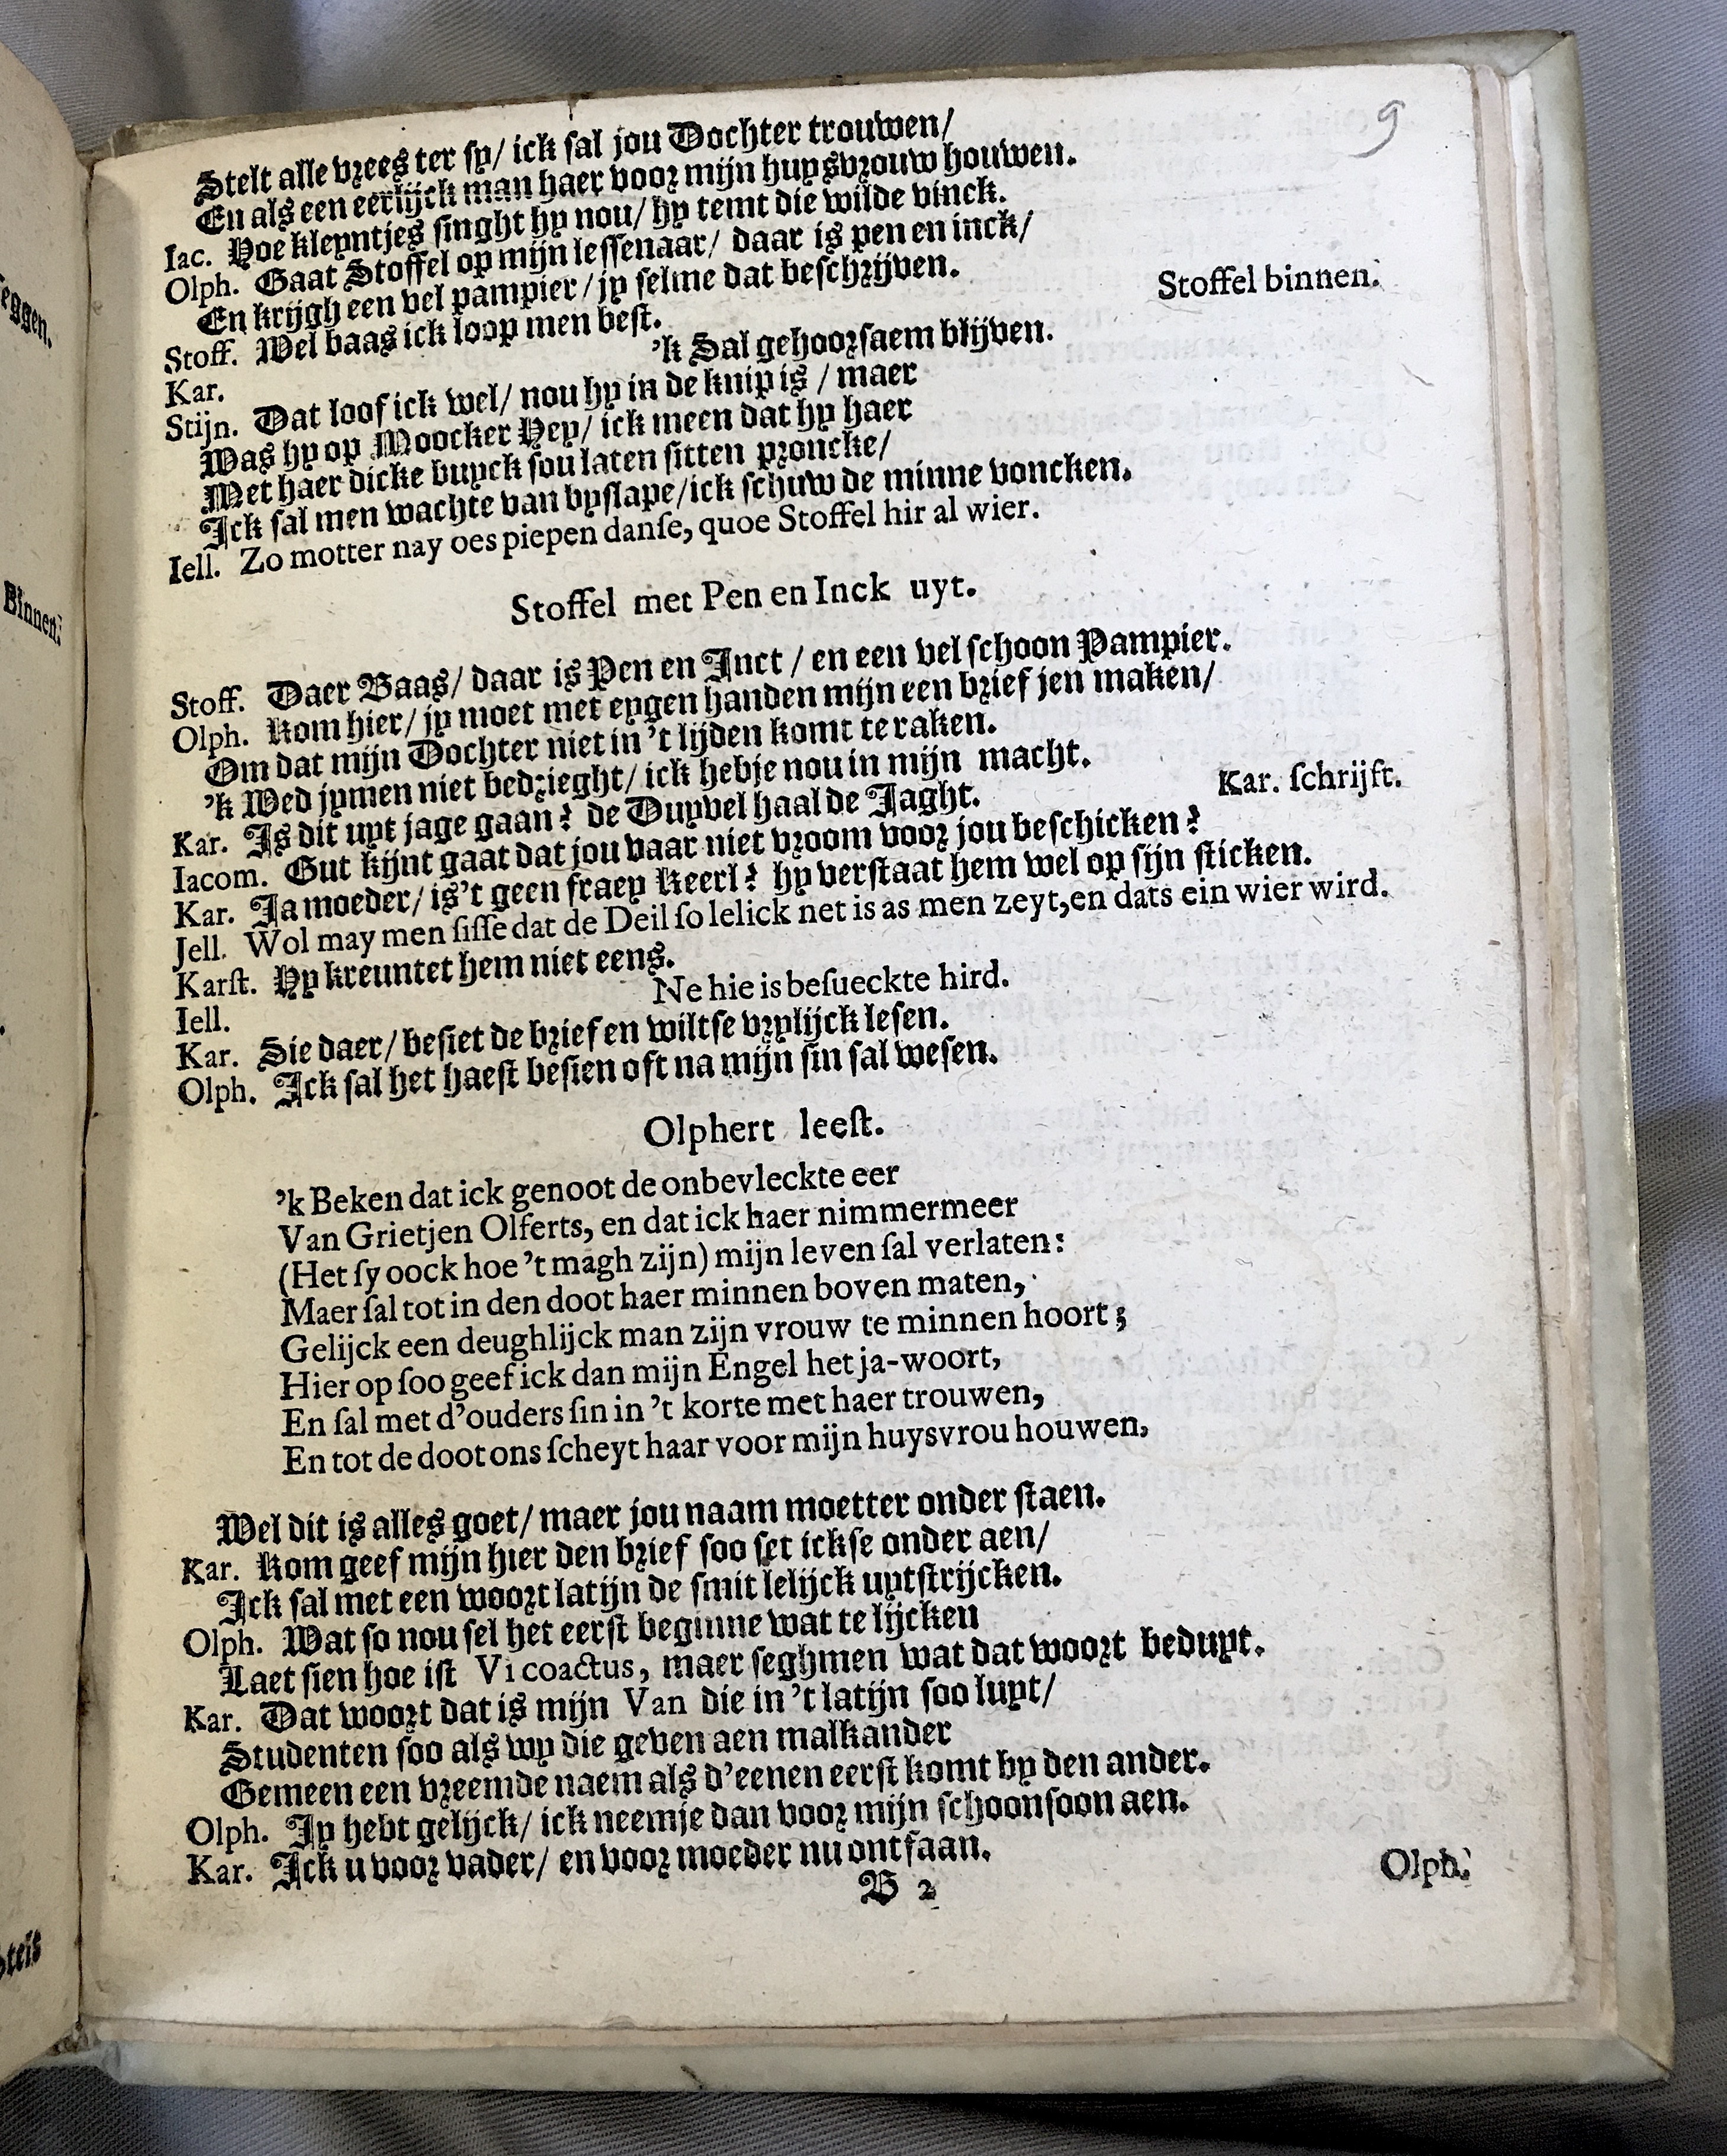 9
Stelt alle vrees ter sy/ ick sal jou Dochter trouwen/
En als een eerlijck man haer voor mijn huysvrouw houwen.
Iac. Hoe kleyntjes singht hy nou/ hy temt die wilde vinck.
Olph. Gaat Stoffel op mijn lessenaar/ daar is pen en inck/
En krijgh een vel pampier/ jy selme dat beschrijven.
Stoff. Wel baas ick loop men best. Stoffel binnen.
Kar. 'k Sal gehoorsaem blijven.
Stijn. Dat loof ick wel/ nou hy in de knip is / maer
Was hy op Moocker Hey/ ick meen dat hy haer
Met haer dicke buyck sou laten sitten proncke/
Ick sal men wachte van byslape/ick schuw de minne voncken.
Iell. Zo motter nay oes piepen danse, quoe Stoffel hir al wier.
Stoffel met Pen en Inck uyt.
Stoff. Daer Baas/ daar is Pen en Inct / en een vel schoon Pampier.
Olph. Kom hier/ jy moet met eygen handen mijn een brief jen maken/
Om dat mijn Dochter niet in 't lijden komt te raken.
'k Wed jymen niet bedrieght/ ick hebje nou in mijn macht.
Kar. Is dit uyt jage gaan? de Duyvel haal de Jaght. Kar. schrijft.
Iacom. Gut kijnt gaat dat jou vaar niet vroom voor jou beschicken?
Kar. Ja moeder/ is't geen fraey Keerl? hy verstaat hem wel op sijn sticken.
Jell. Wol may men sisse dat de Deil so lelick net is as men zeyt,en dats ein wier wird.
Karst. Hy kreuntet hem niet eens.
Iell. Ne hie is besueckte hird.
Kar. Sie daer/ besiet de brief en wiltse vrylijck lesen.
Olph. Ick sal het haest besien oft na mijn sin sal wesen.
Olphert leest.
'k Beken dat ick genoot de onbevleckte eer
Van Grietjen Olferts, en dat ick haer nimmermeer
(Het sy oock hoe 't magh zijn) mijn leven sal verlaten:
Maer sal tot in den doot haer minnen boven maten,
Gelijck een deughlijck man zijn vrouw te minnen hoort;
Hier op soo geef ick dan mijn Engel het ja-woort,
En sal met d'ouders sin in 't korte met haer trouwen,
En tot de doot ons scheyt haar voor mijn huysvrou houwen,
Wel dit is alles goet/ maer jou naam moetter onder staen.
Kar. Kom geef mijn hier den brief soo set ickse onder aen/
Ick sal met een woort latijn de smit lelijck uytstrijcken.
Olph. Wat so nou sel het eerst beginne wat te lijcken
Laet sien hoe ist Vi coactus, maer seghmen wat dat woort beduyt.
Kar. Dat woort dat is mijn Van die in 't latijn soo luyt/
Studenten soo als wy die geven aen malkander
Gemeen een vreemde naem als d'eenen eerst komt by den ander.
Olph. Jy hebt gelijck/ ick neemje dan voor mijn schoonsoon aen.
Kar. Ick u voor vader/ en voor moeder nu ontfaan.
B 2
Olph.
eggen.
Binnen.